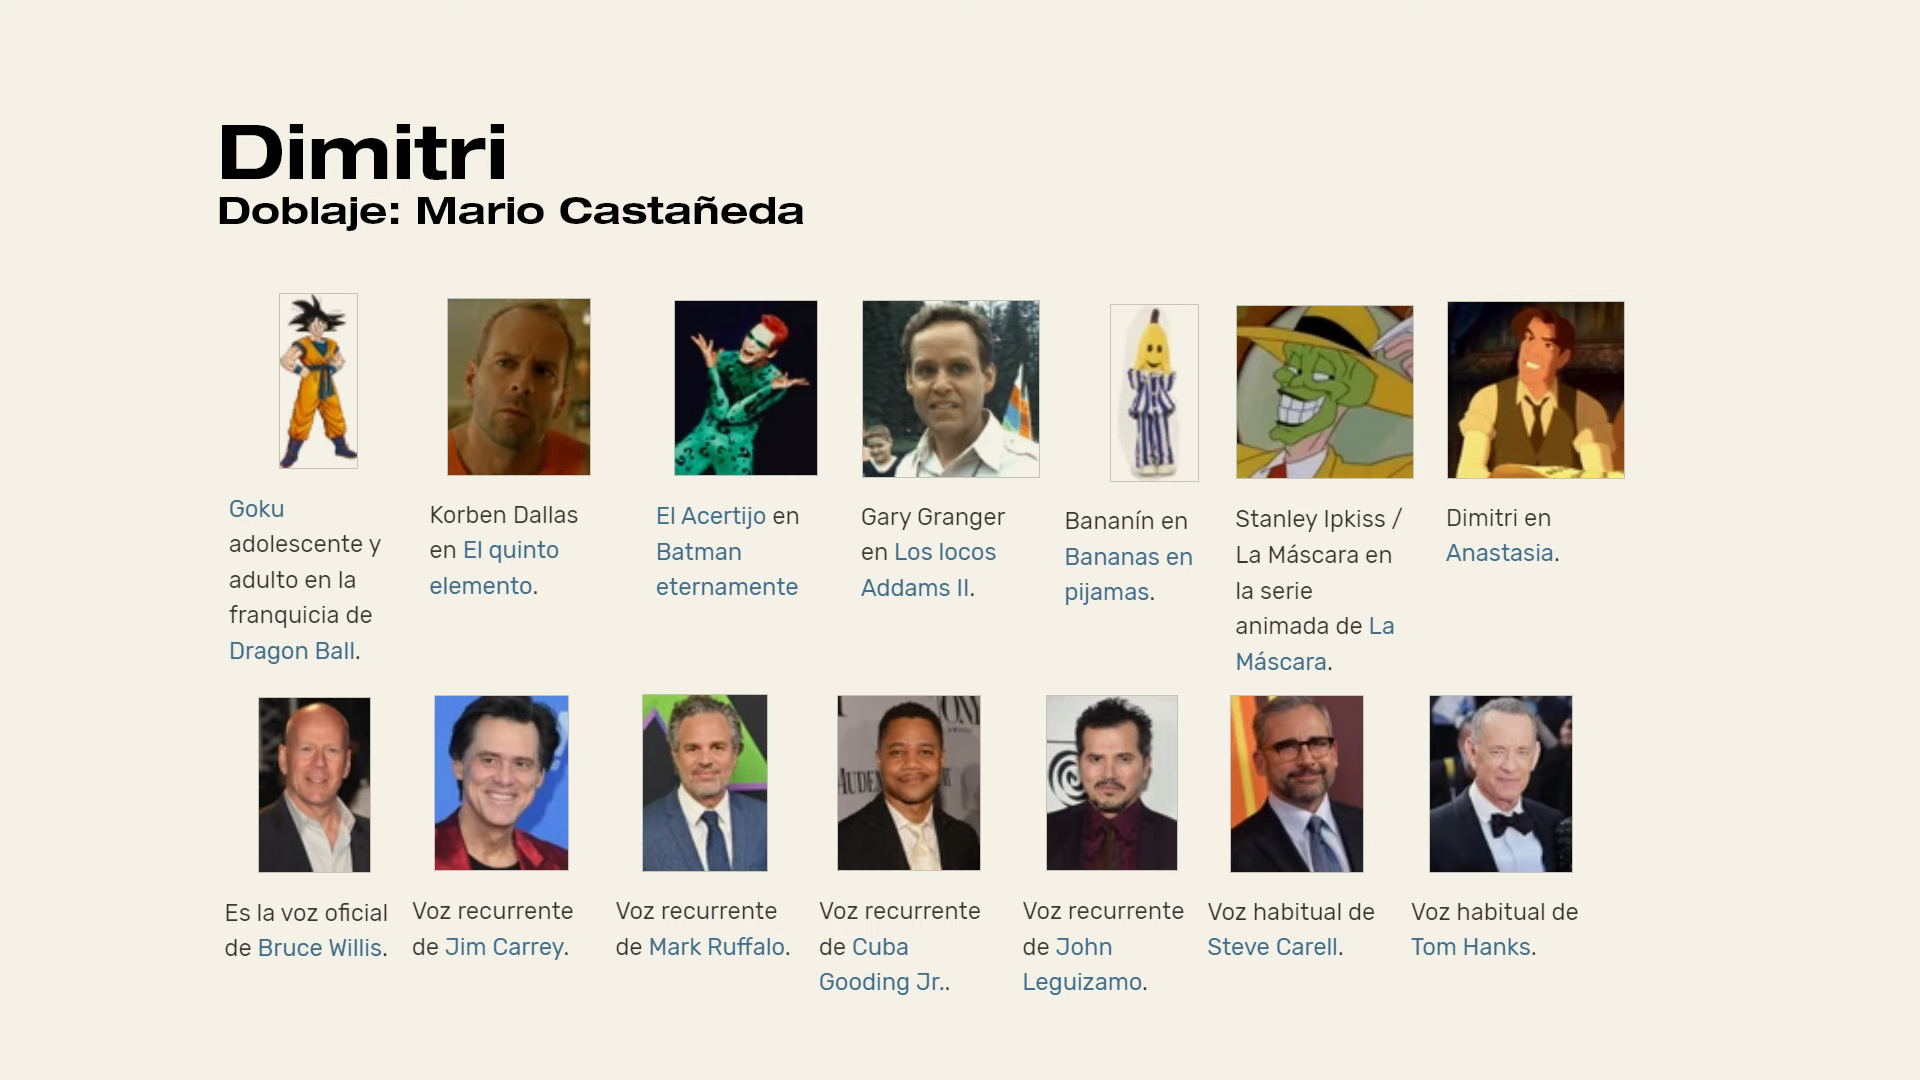 Dimitri
Doblaje: Mario Castañeda
Goku
adolescente y
adulto en la
franquicia de
Dragon Ball.
Korben Dallas
en El quinto
elemento.
El Acertijo en
Batman
eternamente
Gary Granger
en Los locos
Addams II.
Bananín en
Bananas en
pijamas.
Stanley Ipkiss /
La Máscara en
la serie
animada de La
Máscara.
Dimitri en
Anastasia.
Es la voz oficial
de Bruce Willis.
Voz recurrente
de Jim Carrey.
Voz recurrente
de Mark Ruffalo.
Voz recurrente
de Cuba
Gooding Jr..
Voz recurrente
de John
Leguizamo.
Voz habitual de
Steve Carell.
Voz habitual de
Tom Hanks.